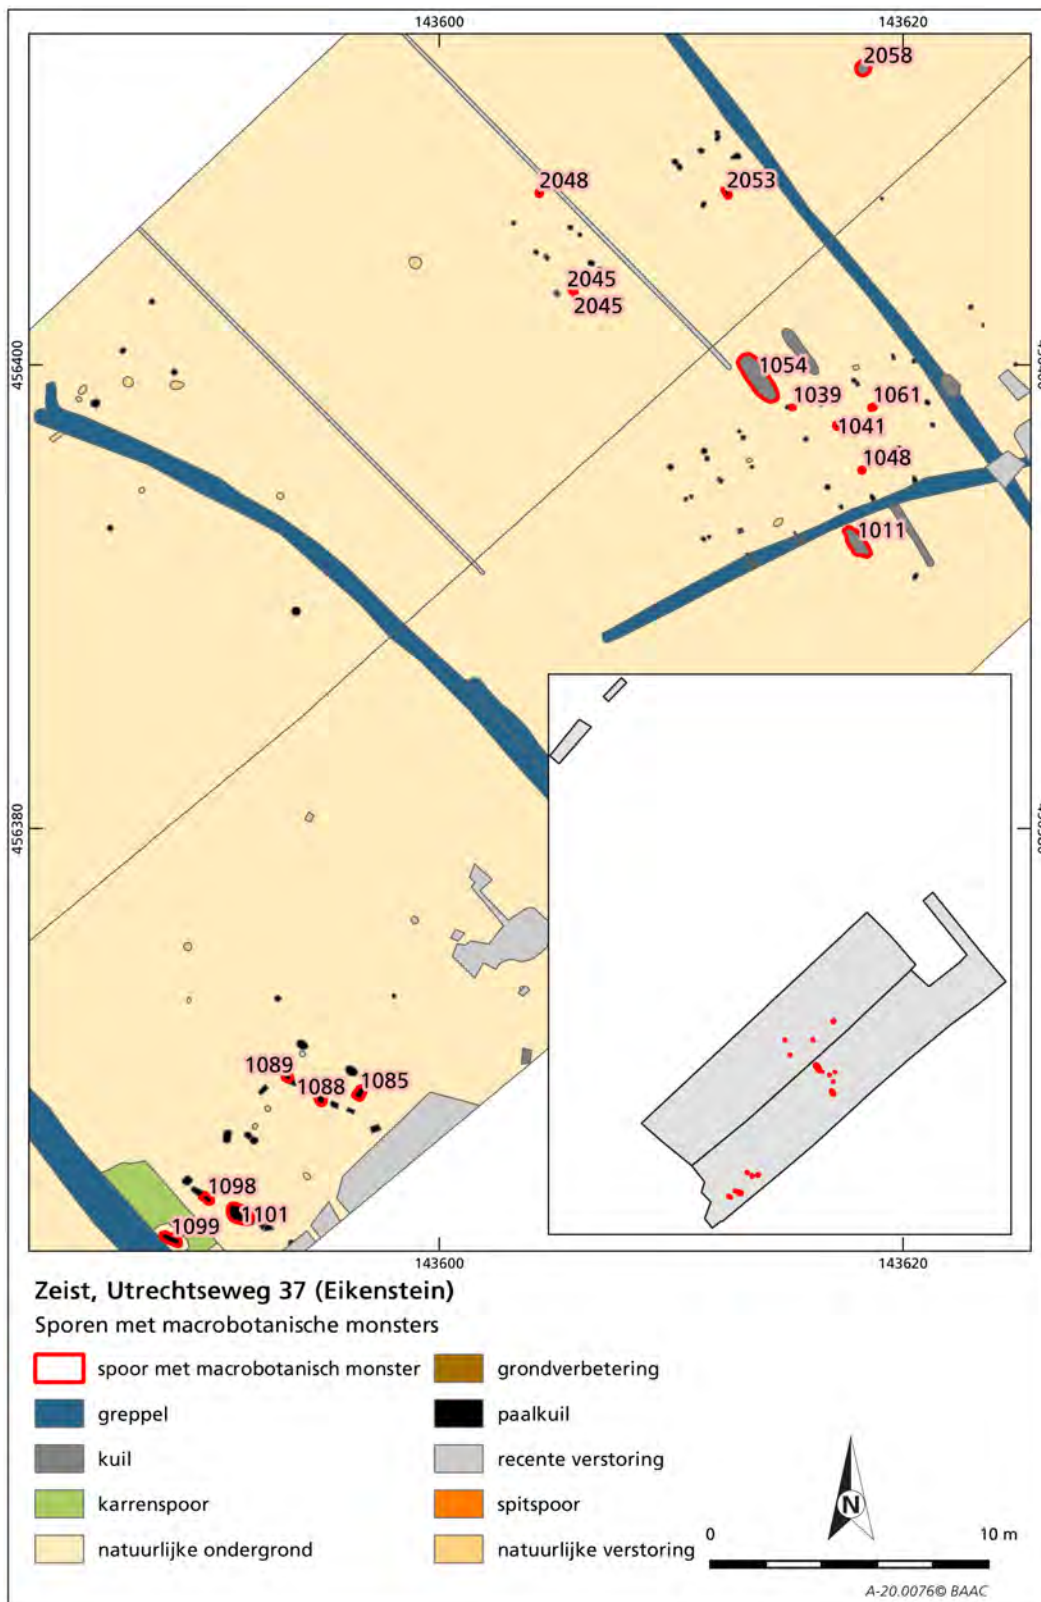 143600
143620
2058
2048
2053
2045
2045
456400
456400
1054
1039
1061
1041
1048
1011
456380
456380
1089
1088
1085
1098
1101
1099
143600
143620
Zeist, Utrechtseweg 37 (Eikenstein)
Sporen met macrobotanische monsters
spoor met macrobotanisch monster
grondverbetering
greppel
paalkuil
kuil
recente verstoring
karrenspoor
spitspoor
natuurlijke ondergrond
natuurlijke verstoring
N
0
10 m
A-20.0076© BAAC